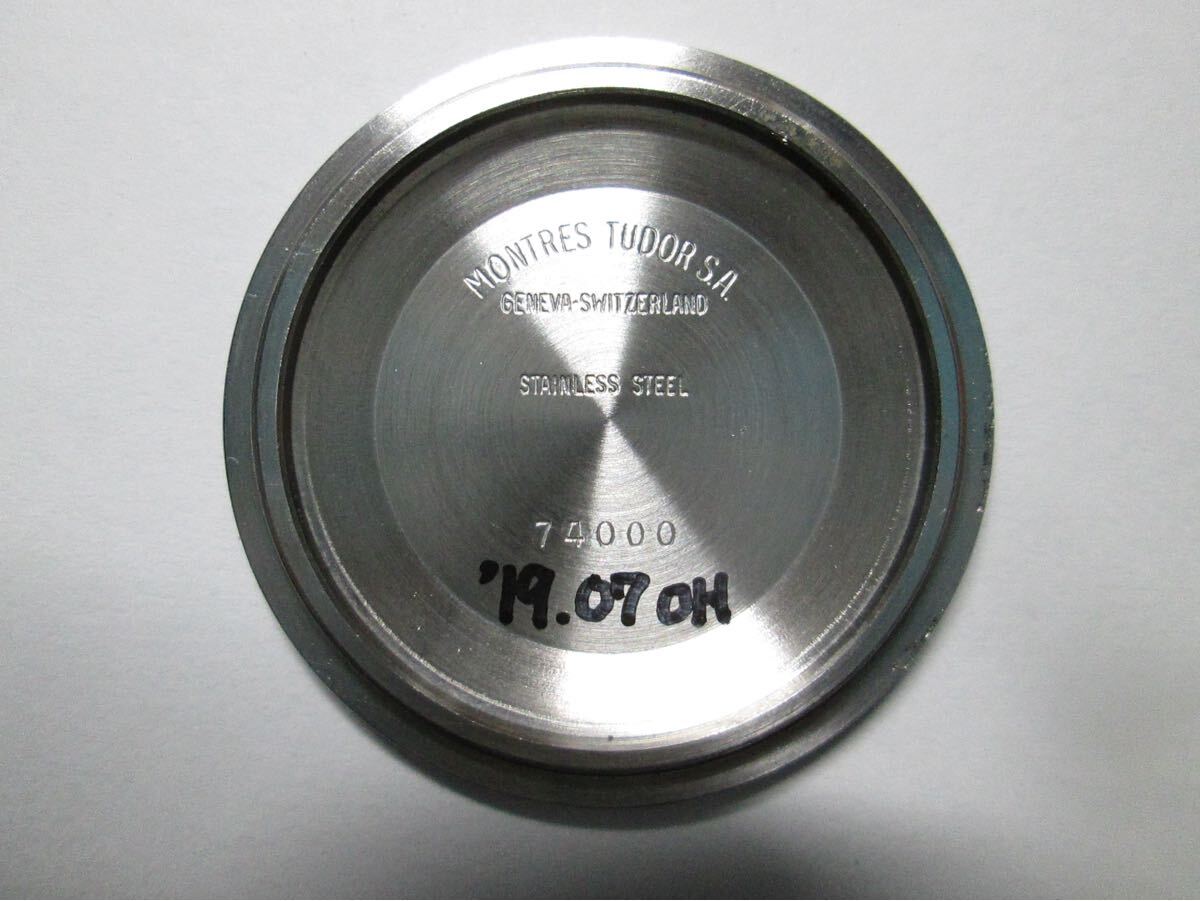 MONTRES TUDOR S.A.
GENEVA-SWITZERLAND
STAINLESS STEEL
74000
'19.07 OH